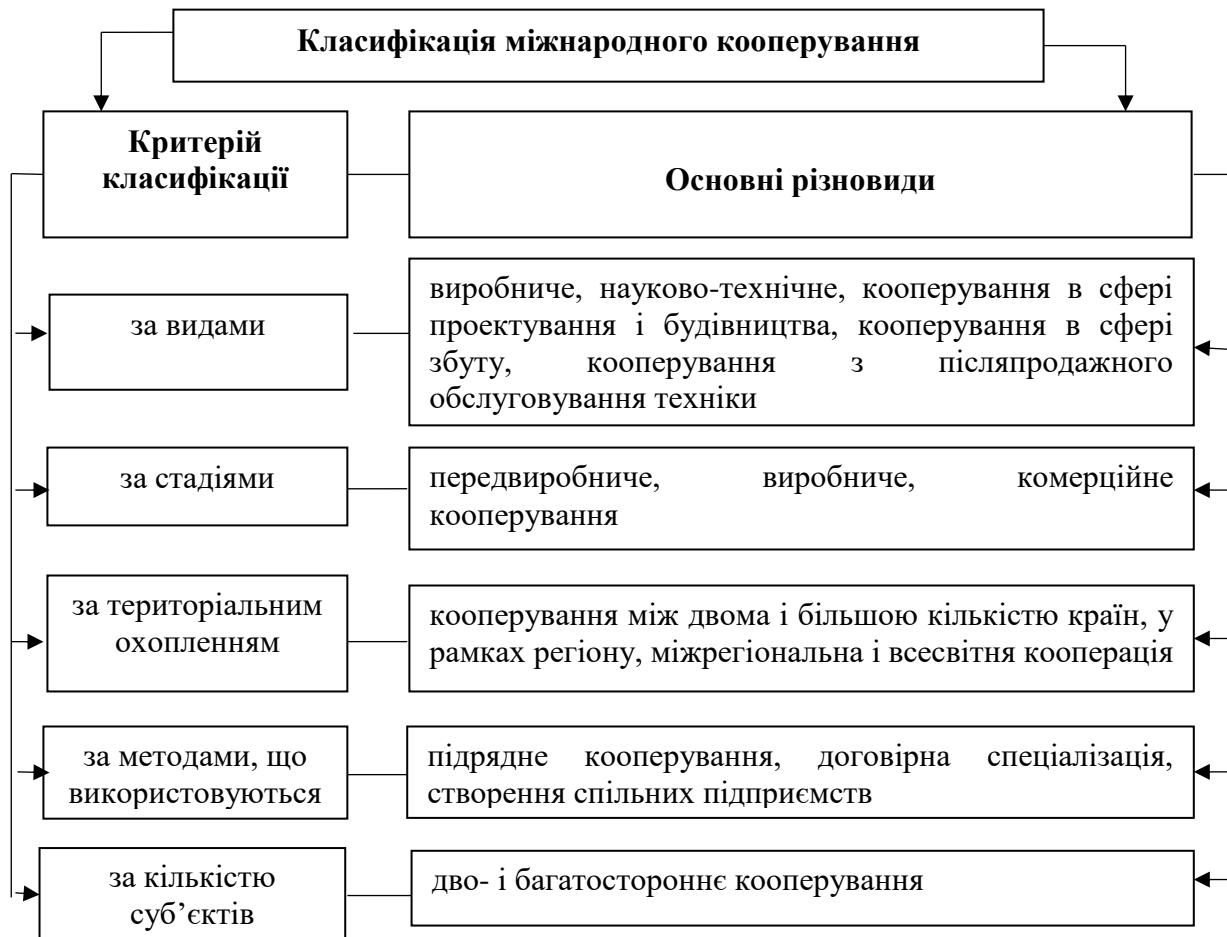 Класифікація міжнародного кооперування
Критерій
класифікації
Основні різновиди
за видами
виробниче, науково-технічне, кооперування в сфері
проектування і будівництва, кооперування в сфері
збуту, кооперування з післяпродажного
обслуговування техніки
за стадіями
передвиробниче, виробниче, комерційне
кооперування
за територіальним
охопленням
кооперування між двома і більшою кількістю країн, у
рамках регіону, міжрегіональна і всесвітня кооперація
за методами, що
використовуються
підрядне кооперування, договірна спеціалізація,
створення спільних підприємств
за кількістю
суб’єктів
дво- і багатостороннє кооперування